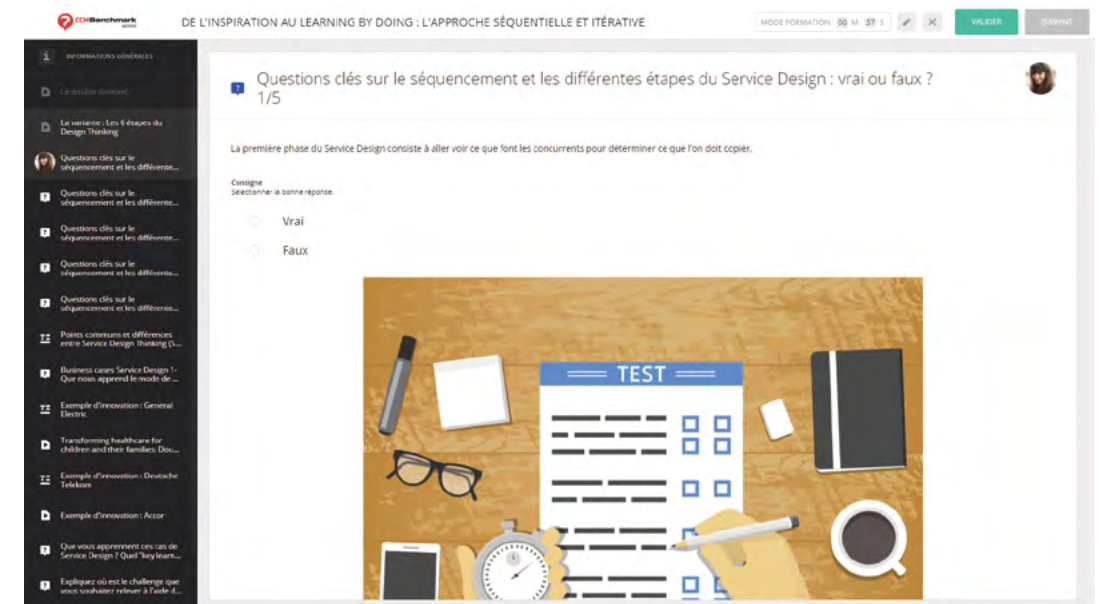 CCMBenchmark
INSTITUT
DE L'INSPIRATION AU LEARNING BY DOING : L'APPROCHE SÉQUENTIELLE ET ITÉRATIVE
MODE FORMATION 00 M 37 S
VALIDER
SUIVANT
INFORMATIONS GÉNÉRALES
Le double diamant
La variante : Les 6 étapes du
Design Thinking
Questions clés sur le
séquencement et les différente...
Questions clés sur le
séquencement et les différente...
Questions clés sur le
séquencement et les différente...
Questions clés sur le
séquencement et les différente...
Questions clés sur le
séquencement et les différente...
Points communs et différences
entre Service Design Thinking (S...
Business cases Service Design 1-
Que nous apprend le mode de ...
Exemple d'innovation : General
Electric
Transforming healthcare for
children and their families: Dou...
Exemple d'innovation : Deutsche
Telekom
Exemple d'innovation : Accor
Que vous apprennent ces cas de
Service Design ? Quel "key learn...
Expliquez où est le challenge que
vous souhaitez relever à l'aide d...
Questions clés sur le séquencement et les différentes étapes du Service Design : vrai ou faux ?
1/5
La première phase du Service Design consiste à aller voir ce que font les concurrents pour déterminer ce que l'on doit copier.
Consigne
Sélectionner la bonne réponse.
Vrai
Faux
TEST